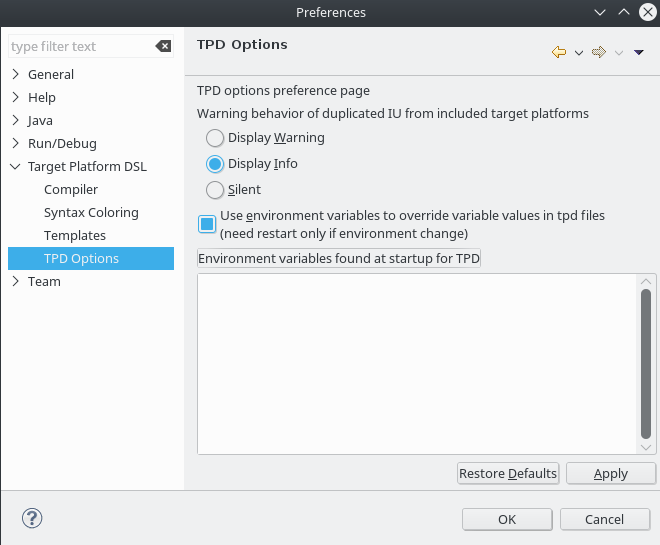 Preferences
type filter text
General
Help
Java
Run/Debug
Target Platform DSL
Compiler
Syntax Coloring
Templates
TPD Options
Team
TPD Options
TPD options preference page
Warning behavior of duplicated IU from included target platforms
Display Warning
Display Info
Silent
Use environment variables to override variable values in tpd files
(need restart only if environment change)
Environment variables found at startup for TPD
Restore Defaults
Apply
?
OK
Cancel